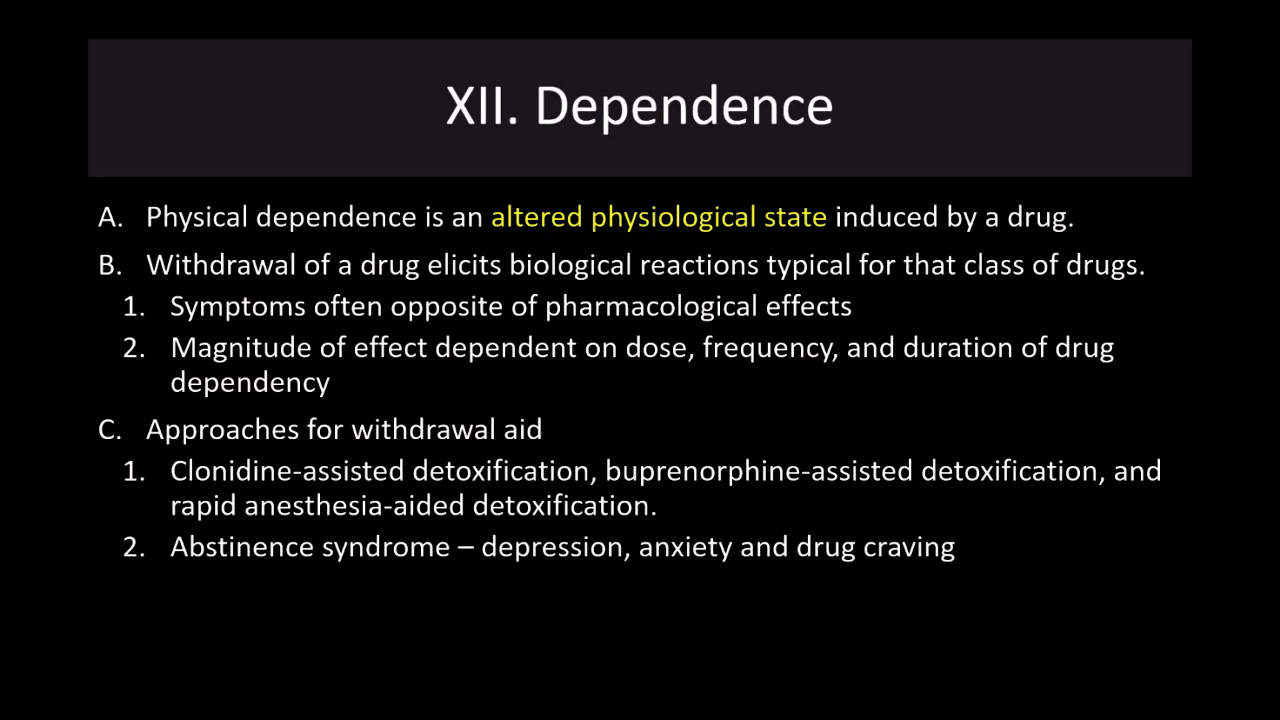 XII. Dependence
A. Physical dependence is an altered physiological state induced by a drug.
B. Withdrawal of a drug elicits biological reactions typical for that class of drugs.
1. Symptoms often opposite of pharmacological effects
2. Magnitude of effect dependent on dose, frequency, and duration of drug
dependency
C. Approaches for withdrawal aid
1. Clonidine-assisted detoxification, buprenorphine-assisted detoxification, and
rapid anesthesia-aided detoxification.
2. Abstinence syndrome – depression, anxiety and drug craving